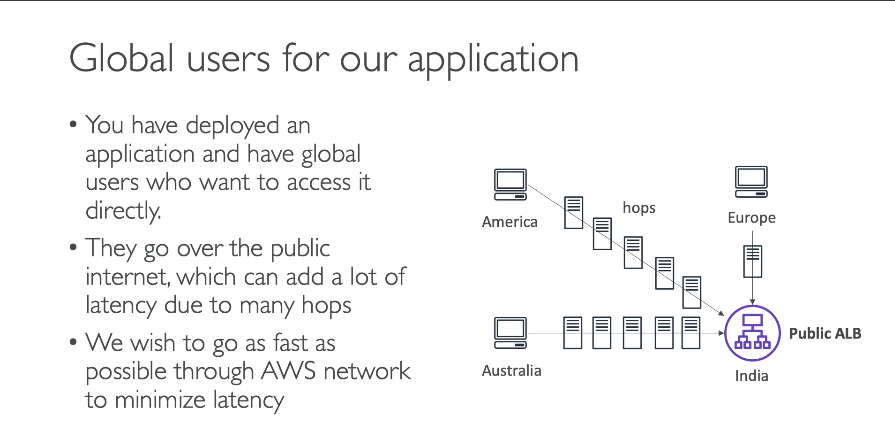 Global users for our application
• You have deployed an
application and have global
users who want to access it
directly.
• They go over the public
internet, which can add a lot of
latency due to many hops
• We wish to go as fast as
possible through AWS network
to minimize latency
America
hops
Europe
Australia
Public ALB
India